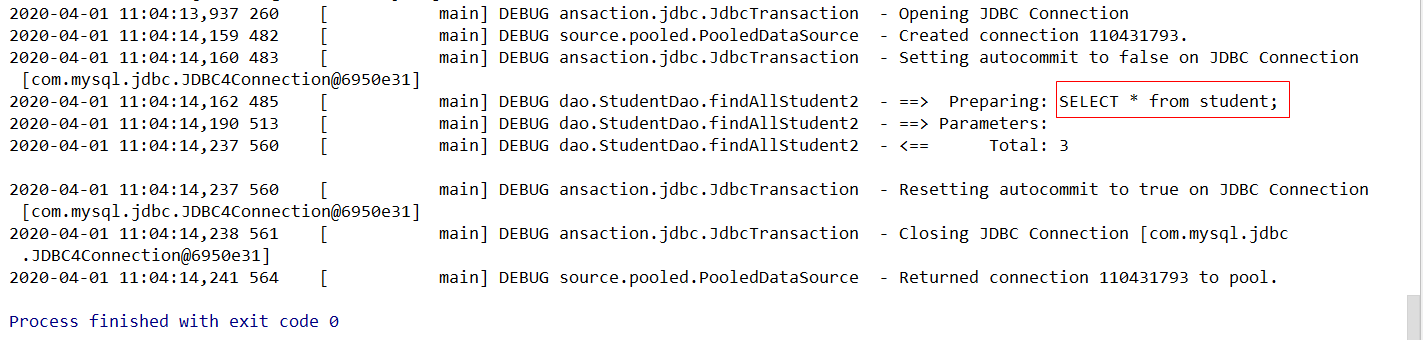 2020-04-01 11:04:13,937 260    [           main] DEBUG ansaction.jdbc.JdbcTransaction  - Opening JDBC Connection
2020-04-01 11:04:14,159 482    [           main] DEBUG source.pooled.PooledDataSource  - Created connection 110431793.
2020-04-01 11:04:14,160 483    [           main] DEBUG ansaction.jdbc.JdbcTransaction  - Setting autocommit to false on JDBC Connection
[com.mysql.jdbc.JDBC4Connection@6950e31]
2020-04-01 11:04:14,162 485    [           main] DEBUG dao.StudentDao.findAllStudent2  - ==>  Preparing: SELECT * from student;
2020-04-01 11:04:14,190 513    [           main] DEBUG dao.StudentDao.findAllStudent2  - ==> Parameters:
2020-04-01 11:04:14,237 560    [           main] DEBUG dao.StudentDao.findAllStudent2  - <==      Total: 3
2020-04-01 11:04:14,237 560    [           main] DEBUG ansaction.jdbc.JdbcTransaction  - Resetting autocommit to true on JDBC Connection
[com.mysql.jdbc.JDBC4Connection@6950e31]
2020-04-01 11:04:14,238 561    [           main] DEBUG ansaction.jdbc.JdbcTransaction  - Closing JDBC Connection [com.mysql.jdbc
.JDBC4Connection@6950e31]
2020-04-01 11:04:14,241 564    [           main] DEBUG source.pooled.PooledDataSource  - Returned connection 110431793 to pool.
Process finished with exit code 0